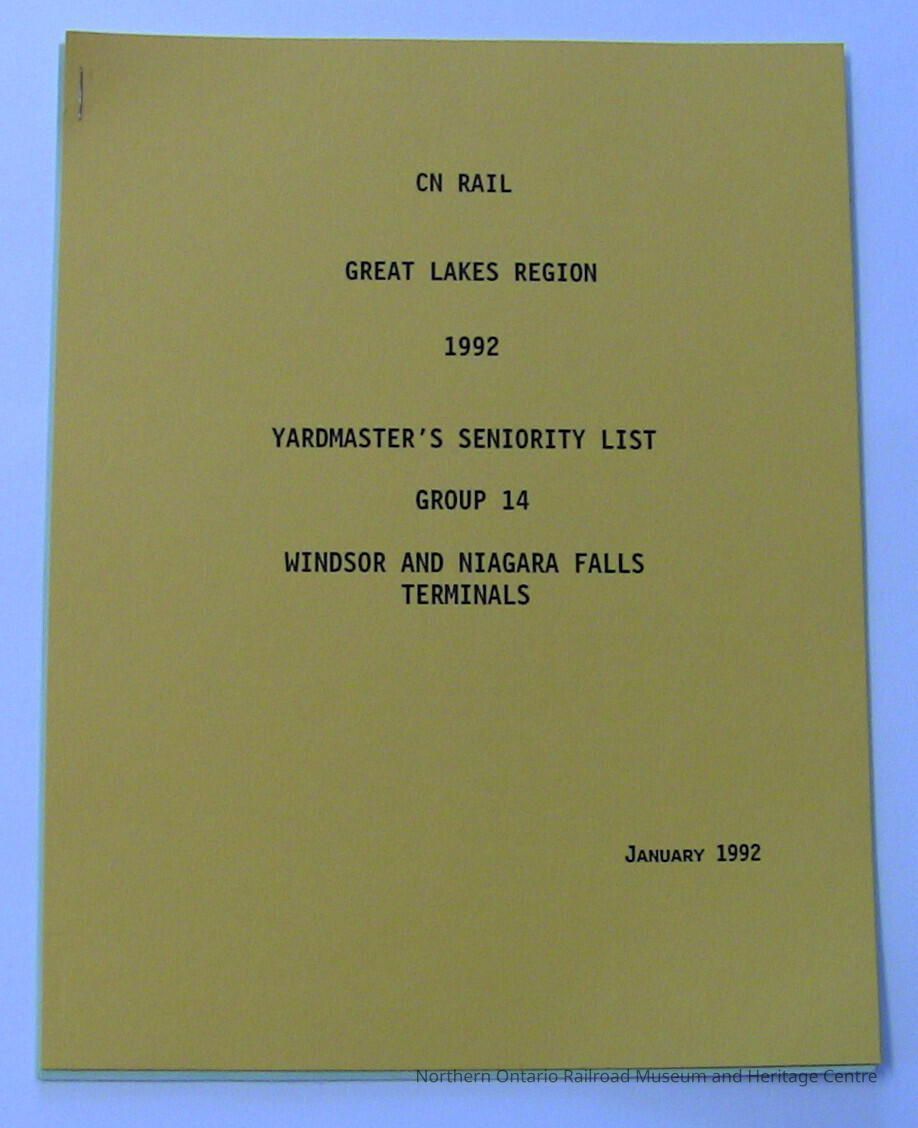 CN RAIL
GREAT LAKES REGION
1992
YARDMASTER'S SENIORITY LIST
GROUP 14
WINDSOR AND NIAGARA FALLS
TERMINALS
JANUARY 1992
Northern Ontario Railroad Museum and Heritage Centre